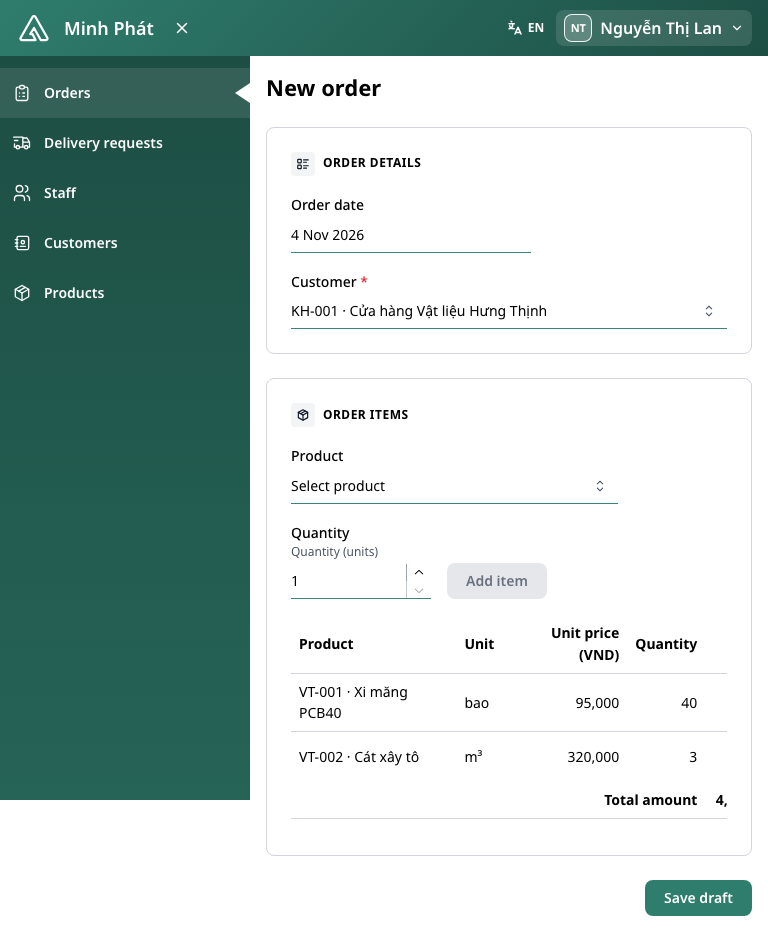 Minh Phát
EN
NT
Nguyễn Thị Lan
Orders
Delivery requests
Staff
Customers
Products
New order
ORDER DETAILS
Order date
4 Nov 2026
Customer *
KH-001 · Cửa hàng Vật liệu Hưng Thịnh
ORDER ITEMS
Product
Select product
Quantity
Quantity (units)
1
Add item
Product Unit Unit price (VND) Quantity
VT-001 · Xi măng PCB40 bao 95,000 40
VT-002 · Cát xây tô m³ 320,000 3
Total amount 4,
Save draft